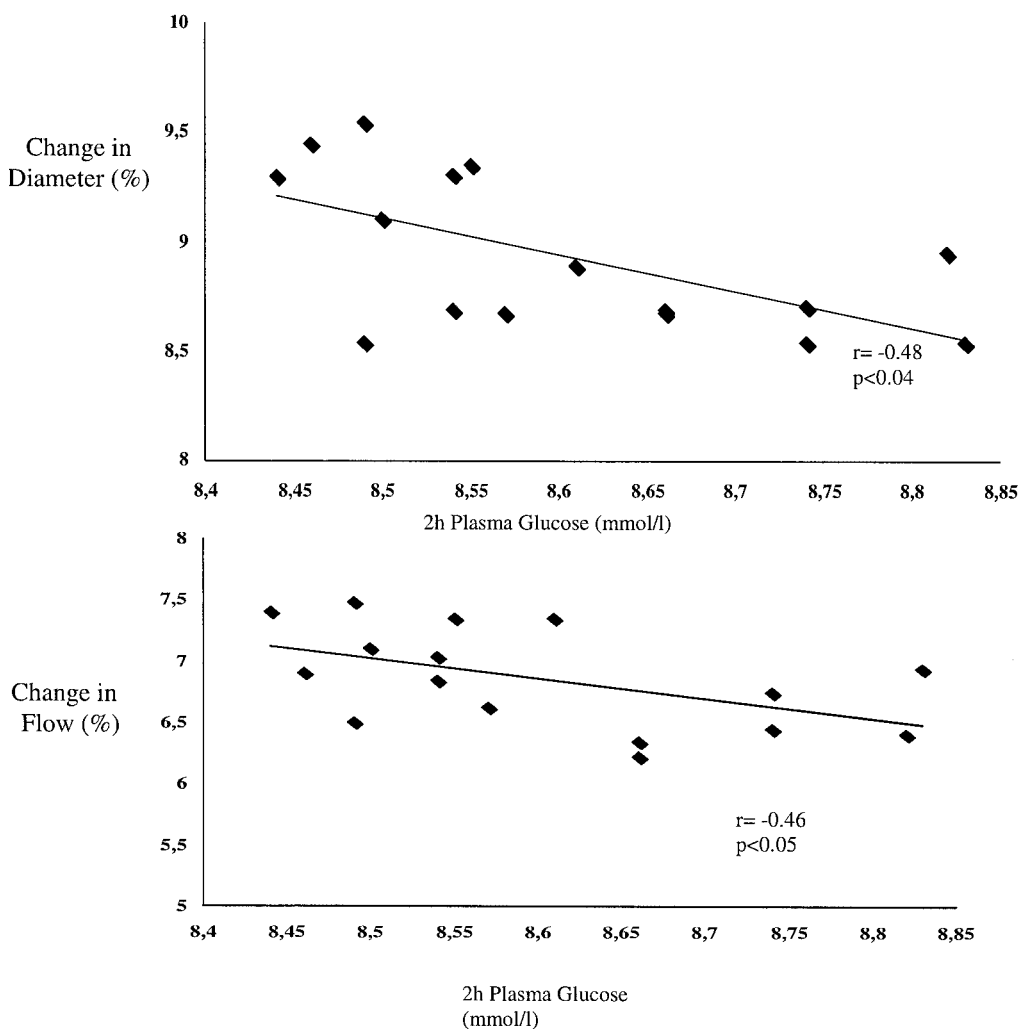 10
9,5
Change in
Diameter (%)
9
8,5
r= -0.48
p<0.04
8
8,4 8,45 8,5 8,55 8,6 8,65 8,7 8,75 8,8 8,85
2h Plasma Glucose (mmol/l)
8
7,5
7
Change in
Flow (%)
6,5
6
r= -0.46
p<0.05
5,5
5
8,4 8,45 8,5 8,55 8,6 8,65 8,7 8,75 8,8 8,85
2h Plasma Glucose
(mmol/l)